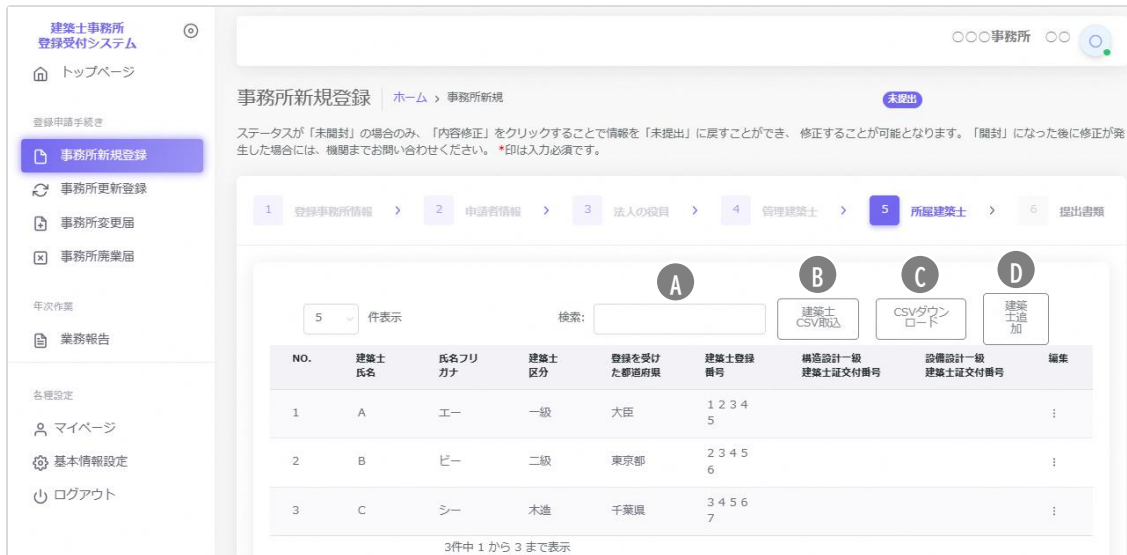 建築士事務所
登録受付システム
トップページ
登録申請手続き
事務所新規登録
事務所更新登録
事務所変更届
事務所廃業届
年次作業
業務報告
各種設定
マイページ
基本情報設定
ログアウト
○○○事務所 ○○ ○
事務所新規登録 ホーム > 事務所新規 未提出
ステータスが「未開封」の場合のみ、「内容修正」をクリックすることで情報を「未提出」に戻すことができ、 修正することが可能となります。「開封」になった後に修正が発
生した場合には、機関までお問い合わせください。 *印は入力必須です。
1 登録事務所情報 > 2 申請者情報 > 3 法人の役員 > 4 管理建築士 > 5 所属建築士 > 6 提出書類
A B C D
5 件表示 検索: 
建築士
CSV取込
CSVダウン
ロード
建築
士追
加
NO.
建築士
氏名
氏名フリ
ガナ
建築士
区分
登録を受け
た都道府県
建築士登録
番号
構造設計一級
建築士証交付番号
設備設計一級
建築士証交付番号
編集
1 A エー 一級 大臣 1 2 3 4
5
2 B ビー 二級 東京都 2 3 4 5
6
3 C シー 木造 千葉県 3 4 5 6
7
3件中 1 から 3 まで表示